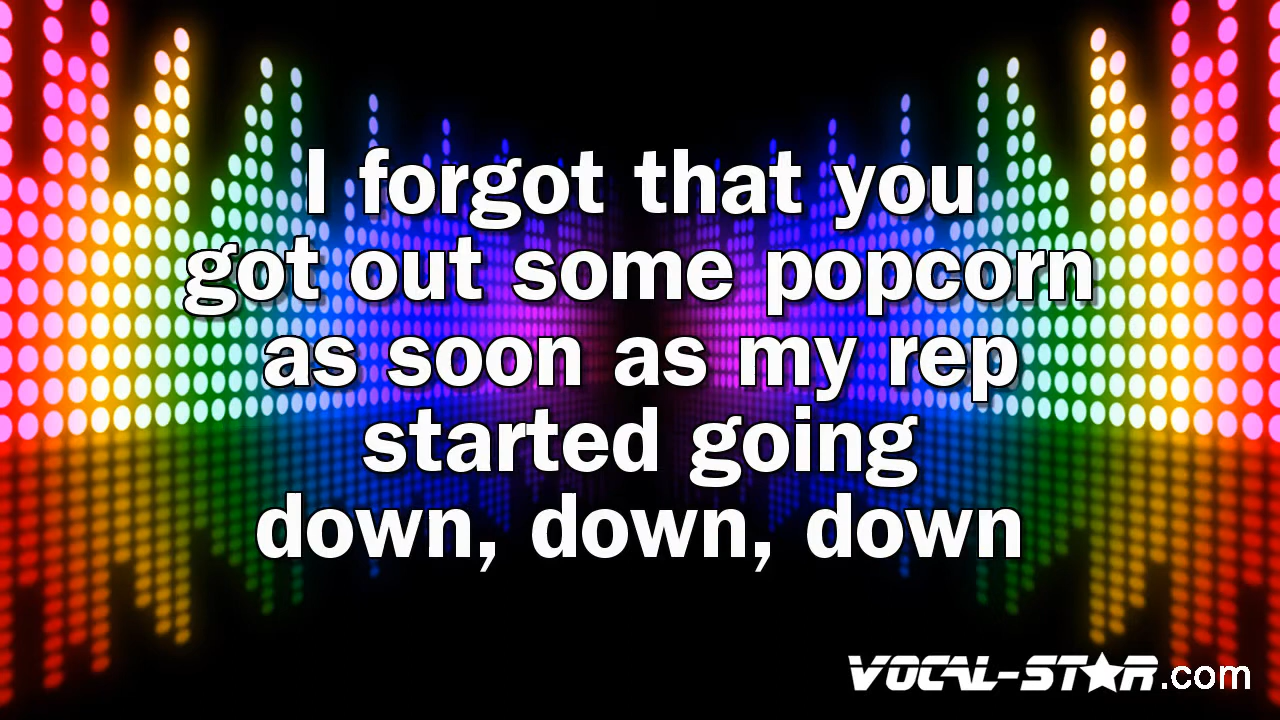 I forgot that you
got out some popcorn
as soon as my rep
started going
down, down, down
VOCAL-STAR.com